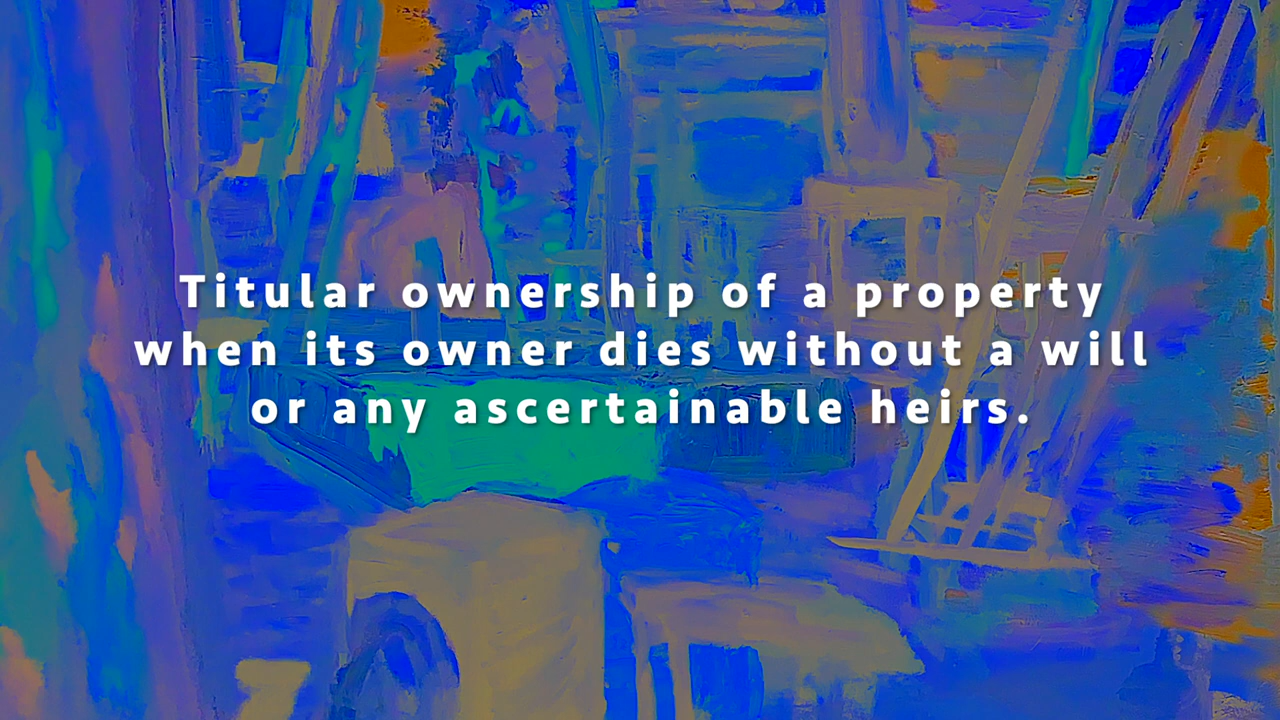 Titular ownership of a property
when its owner dies without a will
or any ascertainable heirs.